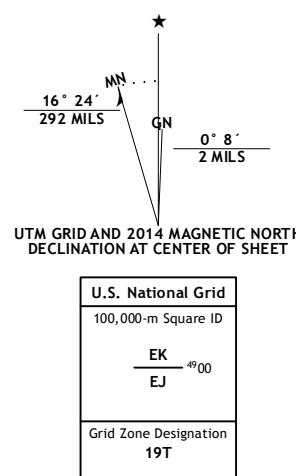 ★
MN
16° 24´
292 MILS
GN
0° 8´
2 MILS
UTM GRID AND 2014 MAGNETIC NORTH
DECLINATION AT CENTER OF SHEET
U.S. National Grid
100,000-m Square ID
EK
4900
EJ
Grid Zone Designation
19T